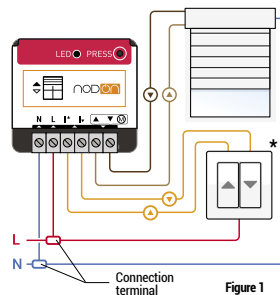 LED PRESS
NODON
N L I▲ I▼ ▲ ▼ M
*
L
N
Connection
terminal
Figure 1